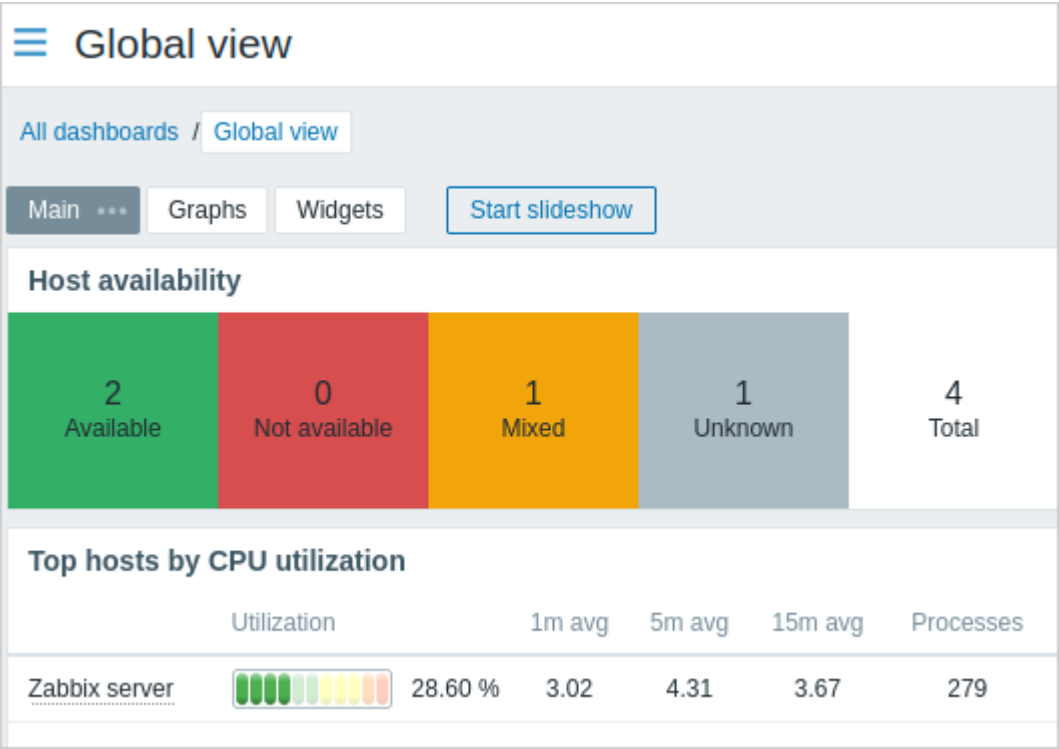 Global view
All dashboards / Global view
Main ••• Graphs Widgets Start slideshow
Host availability
2 0 1 1 4
Available Not available Mixed Unknown Total
Top hosts by CPU utilization
Utilization 1m avg 5m avg 15m avg Processes
Zabbix server 28.60 % 3.02 4.31 3.67 279